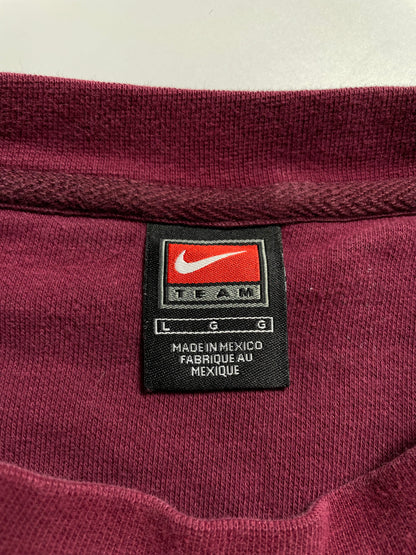 TEAM
L G G
MADE IN MEXICO
FABRIQUE AU
MEXIQUE